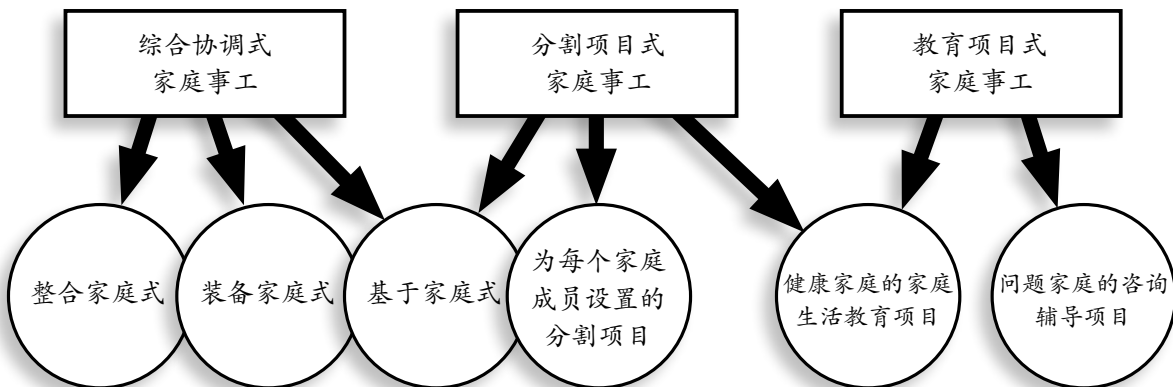 综合协调式
家庭事工
分割项目式
家庭事工
教育项目式
家庭事工
整合家庭式
装备家庭式
基于家庭式
为每个家庭
成员设置的
分割项目
健康家庭的家庭
生活教育项目
问题家庭的咨询
辅导项目